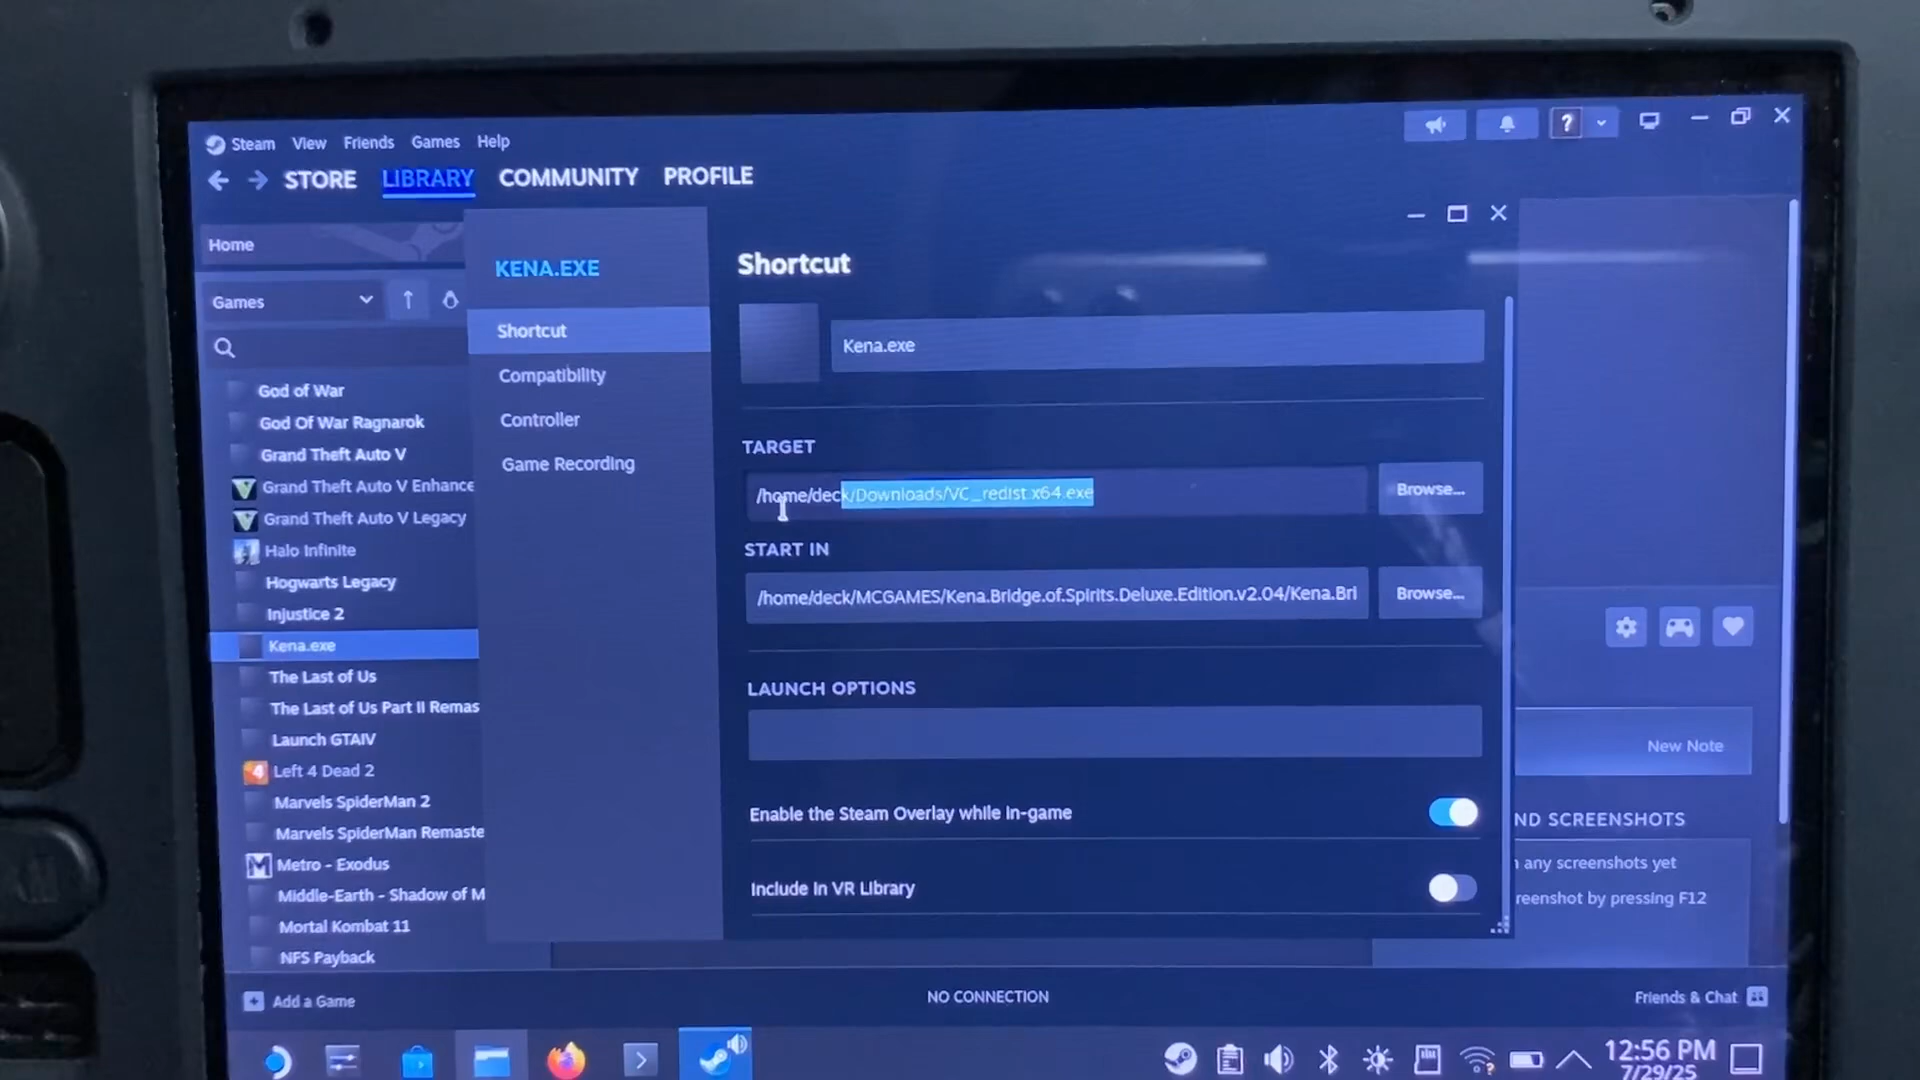 Steam View Friends Games Help
?
STORE LIBRARY COMMUNITY PROFILE
Home
Games
KENA.EXE
Shortcut
Compatibility
Controller
Game Recording
God of War
God Of War Ragnarok
Grand Theft Auto V
Grand Theft Auto V Enhance
Grand Theft Auto V Legacy
Halo Infinite
Hogwarts Legacy
Injustice 2
Kena.exe
The Last of Us
The Last of Us Part II Remas
Launch GTAIV
Left 4 Dead 2
Marvels SpiderMan 2
Marvels SpiderMan Remaste
Metro - Exodus
Middle-Earth - Shadow of M
Mortal Kombat 11
NFS Payback
Shortcut
Kena.exe
TARGET
/home/deck/Downloads/VC_redist.x64.exe
Browse...
START IN
/home/deck/MCGAMES/Kena.Bridge.of.Spirits.Deluxe.Edition.v2.04/Kena.Bri
Browse...
LAUNCH OPTIONS
Enable the Steam Overlay while in-game
Include in VR Library
New Note
ND SCREENSHOTS
n any screenshots yet
reenshot by pressing F12
Add a Game
NO CONNECTION
Friends & Chat
12:56 PM
7/29/25